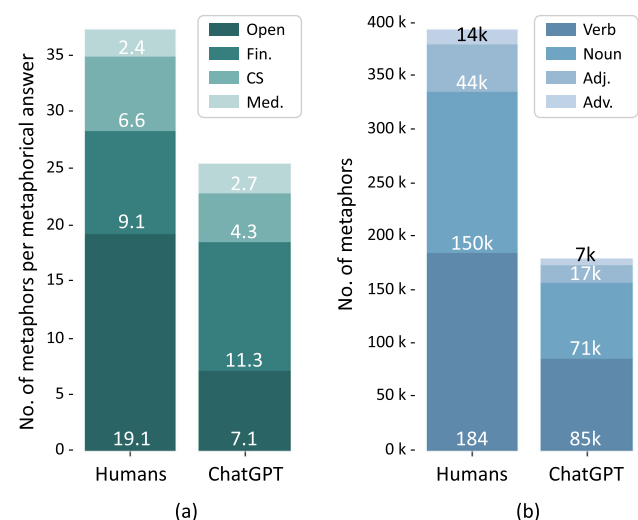 No. of metaphors per metaphorical answer
35 -
30 -
25 -
20 -
15 -
10 -
5 -
0 -
Open
Fin.
CS
Med.
2.4
6.6
9.1
19.1
2.7
4.3
11.3
7.1
Humans
ChatGPT
(a)
No. of metaphors
400 k -
350 k -
300 k -
250 k -
200 k -
150 k -
100 k -
50 k -
0 k -
Verb
Noun
Adj.
Adv.
14k
44k
150k
184
7k
17k
71k
85k
Humans
ChatGPT
(b)